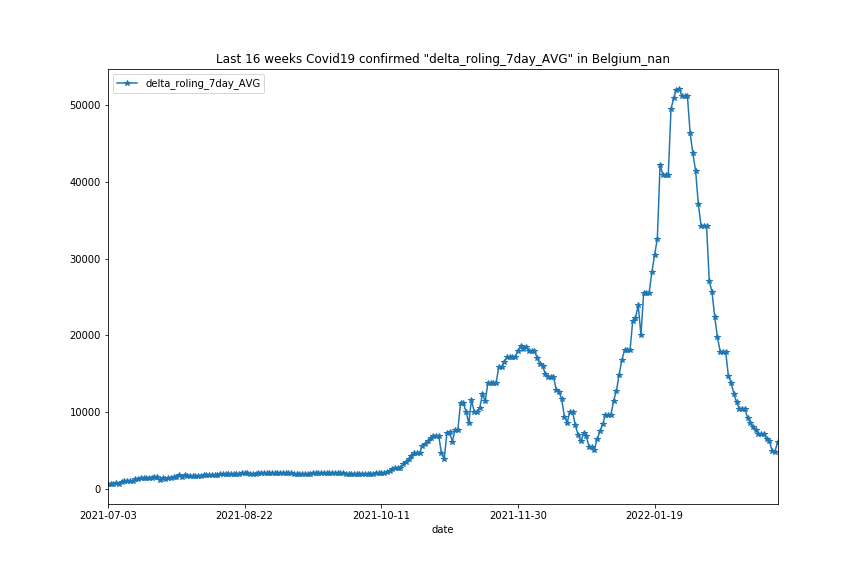 Last 16 weeks Covid19 confirmed "delta_roling_7day_AVG" in Belgium_nan
delta_roling_7day_AVG
50000
40000
30000
20000
10000
0
2021-07-03 2021-08-22 2021-10-11 2021-11-30 2022-01-19
date